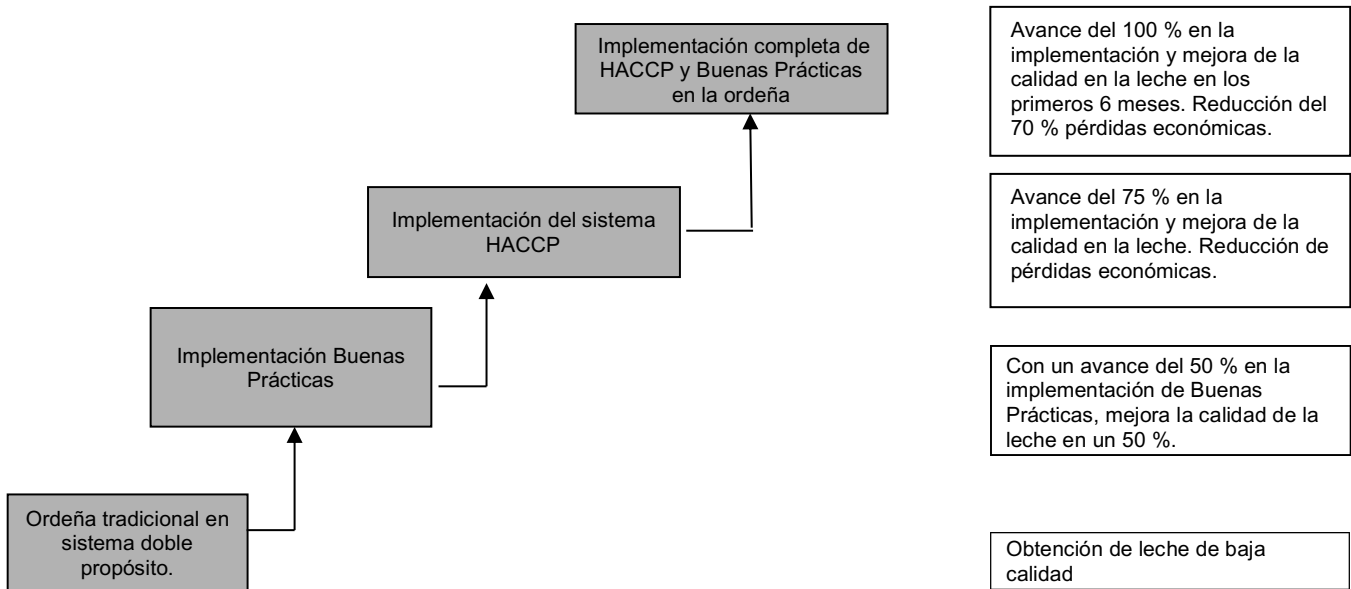 Implementación completa de
HACCP y Buenas Prácticas
en la ordeña
Avance del 100 % en la
implementación y mejora de la
calidad en la leche en los
primeros 6 meses. Reducción del
70 % pérdidas económicas.
Implementación del sistema
HACCP
Avance del 75 % en la
implementación y mejora de la
calidad en la leche. Reducción de
pérdidas económicas.
Implementación Buenas
Prácticas
Con un avance del 50 % en la
implementación de Buenas
Prácticas, mejora la calidad de la
leche en un 50 %.
Ordeña tradicional en
sistema doble
propósito.
Obtención de leche de baja
calidad